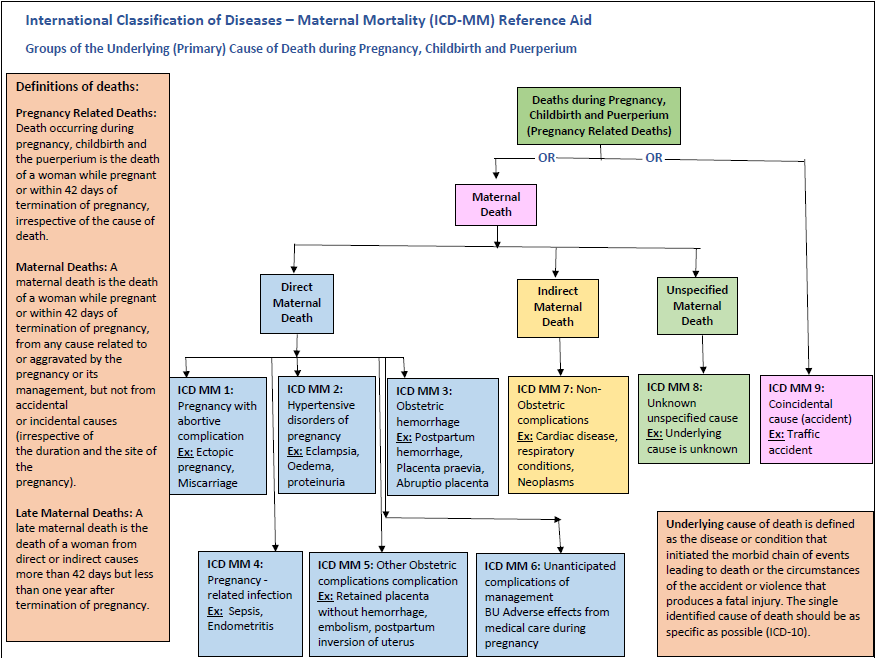 International Classification of Diseases – Maternal Mortality (ICD-MM) Reference Aid
Groups of the Underlying (Primary) Cause of Death during Pregnancy, Childbirth and Puerperium
Definitions of deaths:
Pregnancy Related Deaths:
Death occurring during
pregnancy, childbirth and
the puerperium is the death
of a woman while pregnant
or within 42 days of
termination of pregnancy,
irrespective of the cause of
death.
Maternal Deaths: A
maternal death is the death
of a woman while pregnant
or within 42 days of
termination of pregnancy,
from any cause related to
or aggravated by the
pregnancy or its
management, but not from
accidental
or incidental causes
(irrespective of
the duration and the site of
the
pregnancy).
Late Maternal Deaths: A
late maternal death is the
death of a woman from
direct or indirect causes
more than 42 days but less
than one year after
termination of pregnancy.
Deaths during Pregnancy,
Childbirth and Puerperium
(Pregnancy Related Deaths)
OR
OR
Maternal
Death
Direct
Maternal
Death
Indirect
Maternal
Death
Unspecified
Maternal
Death
ICD MM 1:
Pregnancy with
abortive
complication
Ex: Ectopic
pregnancy,
Miscarriage
ICD MM 2:
Hypertensive
disorders of
pregnancy
Ex: Eclampsia,
Oedema,
proteinuria
ICD MM 3:
Obstetric
hemorrhage
Ex: Postpartum
hemorrhage,
Placenta praevia,
Abruptio placenta
ICD MM 7: Non-
Obstetric
complications
Ex: Cardiac disease,
respiratory
conditions,
Neoplasms
ICD MM 8:
Unknown
unspecified cause
Ex: Underlying
cause is unknown
ICD MM 9:
Coincidental
cause (accident)
Ex: Traffic
accident
ICD MM 4:
Pregnancy -
related infection
Ex: Sepsis,
Endometritis
ICD MM 5: Other Obstetric
complications complication
Ex: Retained placenta
without hemorrhage,
embolism, postpartum
inversion of uterus
ICD MM 6: Unanticipated
complications of
management
BU Adverse effects from
medical care during
pregnancy
Underlying cause of death is defined
as the disease or condition that
initiated the morbid chain of events
leading to death or the circumstances
of the accident or violence that
produces a fatal injury. The single
identified cause of death should be as
specific as possible (ICD-10).